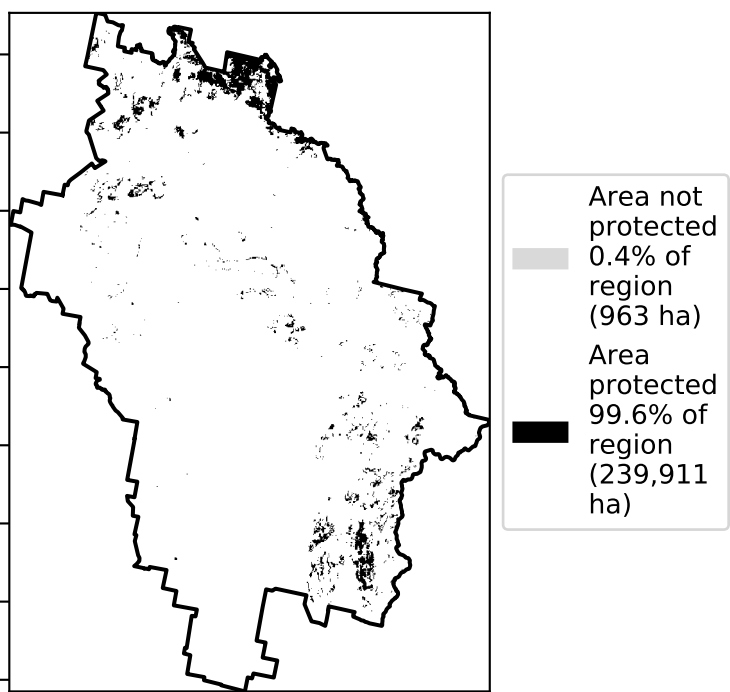 Area not
protected
0.4% of
region
(963 ha)
Area
protected
99.6% of
region
(239,911
ha)